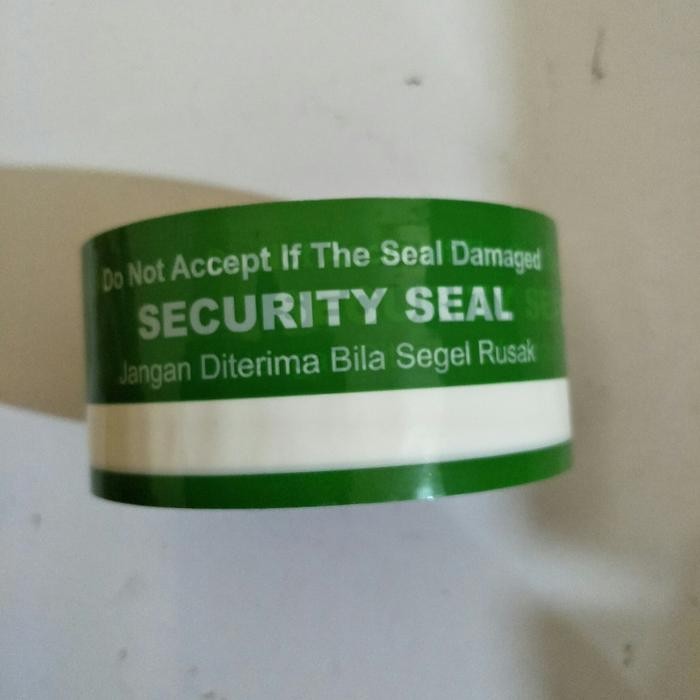 Do Not Accept If The Seal Damaged
SECURITY SEAL
Jangan Diterima Bila Segel Rusak